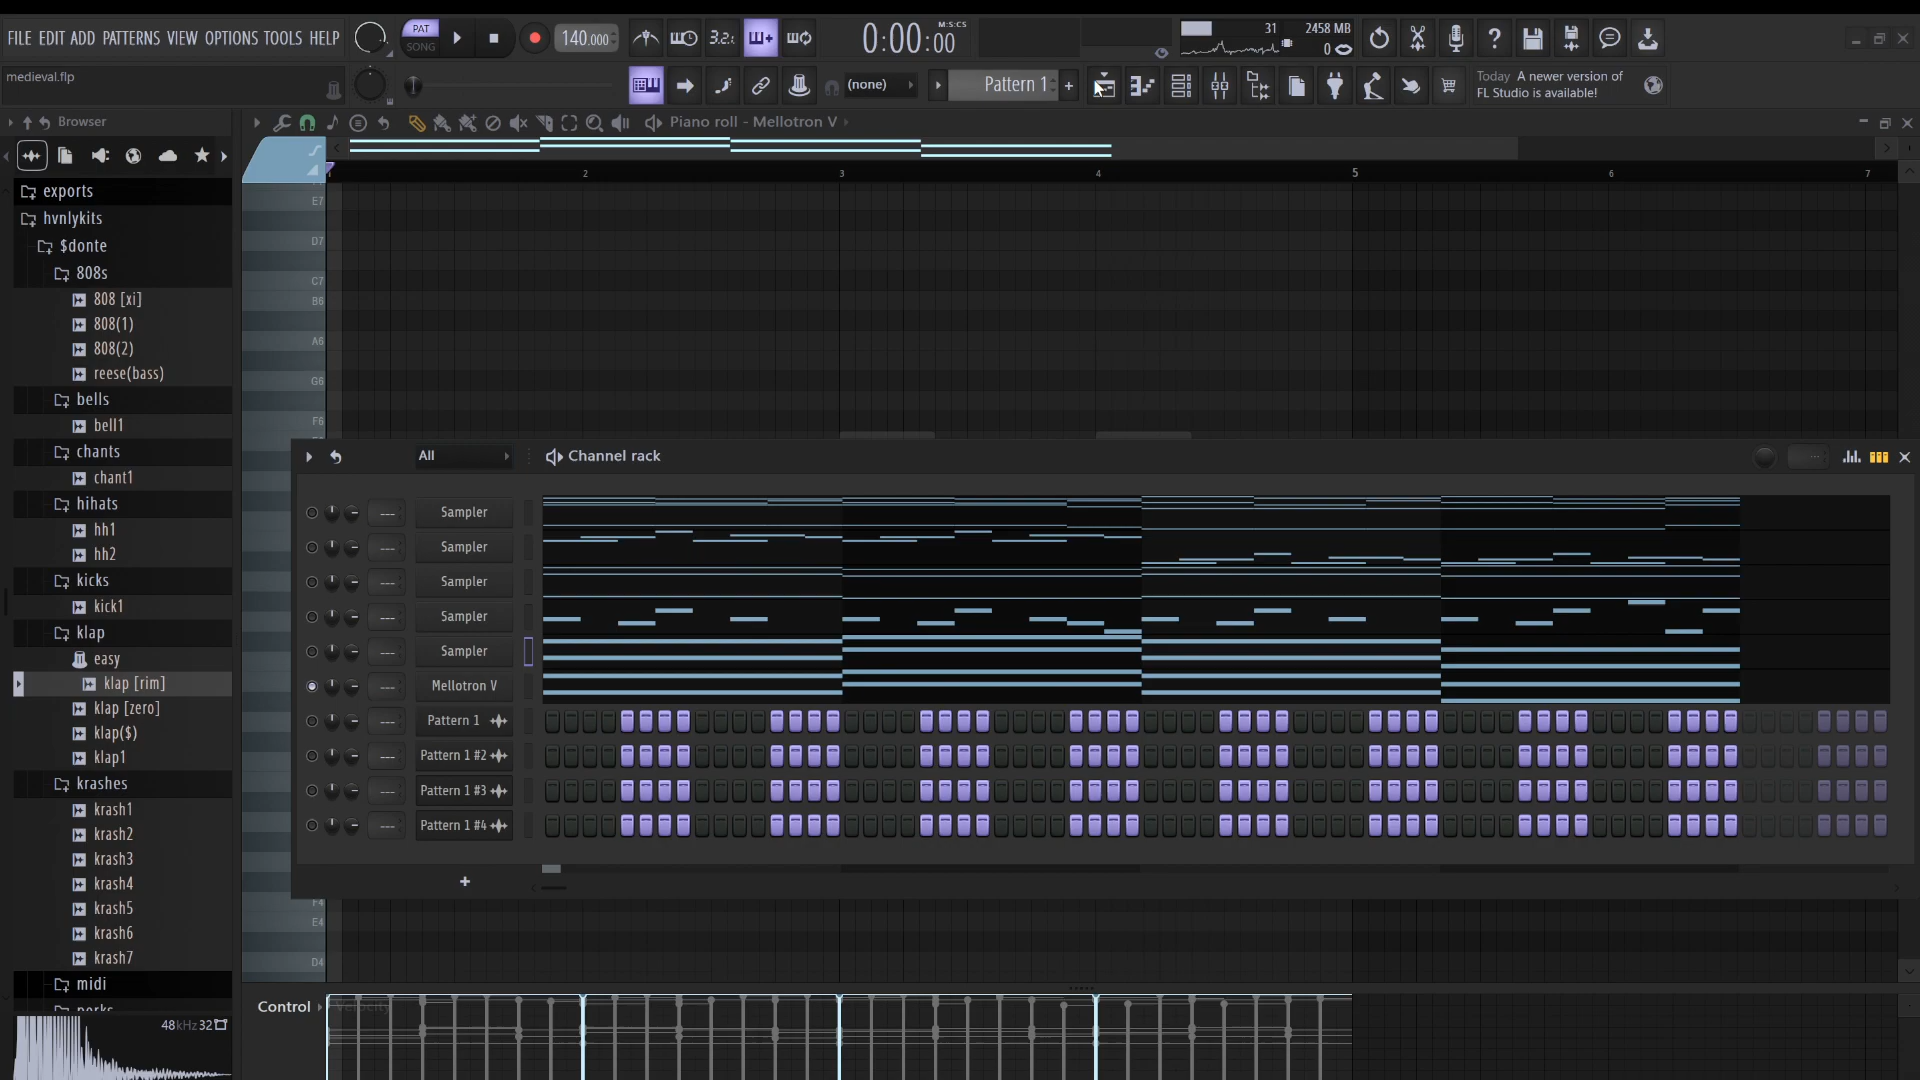 FILE EDIT ADD PATTERNS VIEW OPTIONS TOOLS HELP
PAT
SONG
140.000
3.2.
0:00:00
M:S:CS
31
2458 MB
0
medieval.flp
(none)
Pattern 1
+
Today A newer version of
FL Studio is available!
Browser
Piano roll - Mellotron V
2
3
4
5
6
7
exports
hvnlykits
$donte
808s
808 [xi]
808(1)
808(2)
reese(bass)
bells
bell1
chants
chant1
hihats
hh1
hh2
kicks
kick1
klap
easy
klap [rim]
klap [zero]
klap($)
klap1
krashes
krash1
krash2
krash3
krash4
krash5
krash6
krash7
midi
perks
48kHz 32
E7
D7
C7
B6
A6
G6
F6
All
Channel rack
--- Sampler
--- Sampler
--- Sampler
--- Sampler
--- Sampler
--- Mellotron V
--- Pattern 1
--- Pattern 1 #2
--- Pattern 1 #3
--- Pattern 1 #4
+
F4
E4
D4
Control
Velocity